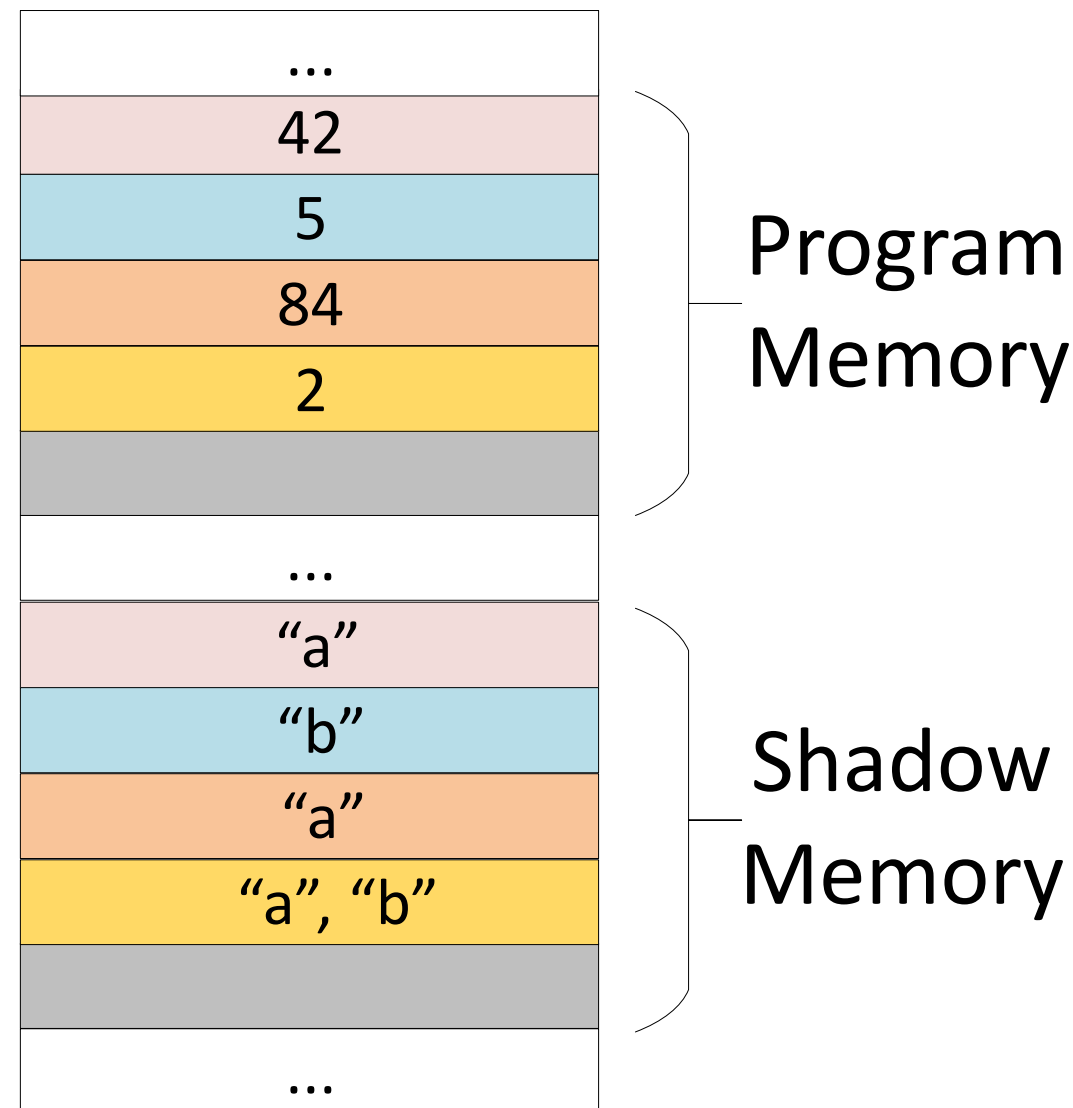 ...
42
5
84
2
...
“a”
“b”
“a”
“a”, “b”
...
Program
Memory
Shadow
Memory